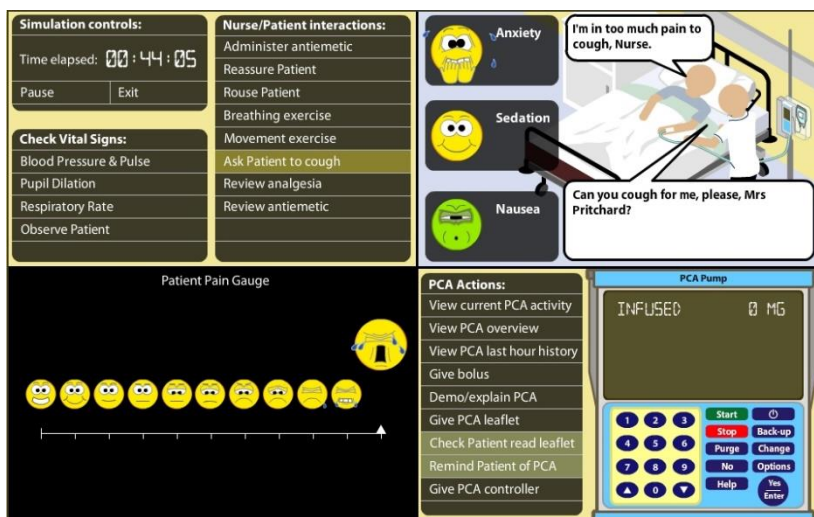 Simulation controls:
Time elapsed: 00:44:05
Pause Exit
Check Vital Signs:
Blood Pressure & Pulse
Pupil Dilation
Respiratory Rate
Observe Patient
Nurse/Patient interactions:
Administer antiemetic
Reassure Patient
Rouse Patient
Breathing exercise
Movement exercise
Ask Patient to cough
Review analgesia
Review antiemetic
Anxiety
Sedation
Nausea
I'm in too much pain to
cough, Nurse.
Can you cough for me, please, Mrs
Pritchard?
Patient Pain Gauge
PCA Actions:
View current PCA activity
View PCA overview
View PCA last hour history
Give bolus
Demo/explain PCA
Give PCA leaflet
Check Patient read leaflet
Remind Patient of PCA
Give PCA controller
PCA Pump
INFUSED 0 MG
1 2 3
4 5 6
7 8 9
0
Start
Stop Back-up
Purge Change
No Options
Help Yes
Enter